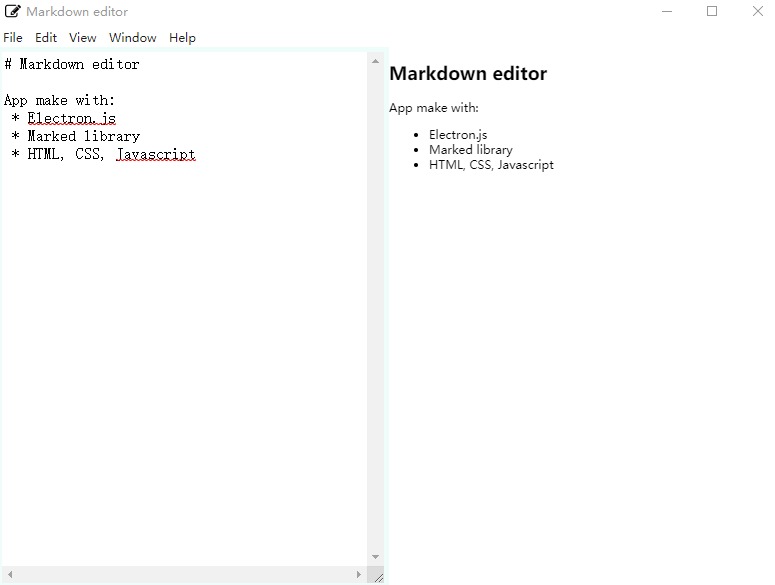 Markdown editor
File Edit View Window Help
# Markdown editor
App make with:
* Electron.js
* Marked library
* HTML, CSS, Javascript
Markdown editor
App make with:
• Electron.js
• Marked library
• HTML, CSS, Javascript